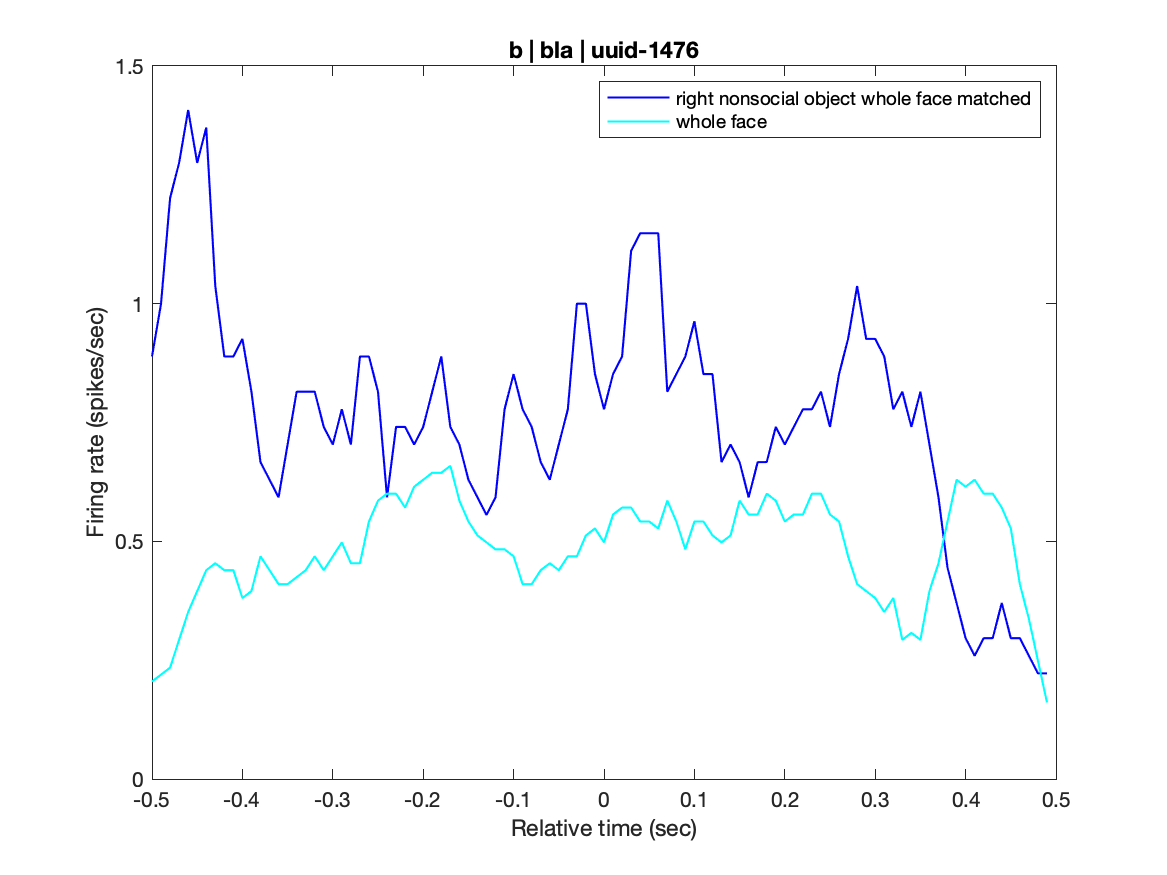 b | bla | uuid-1476
right nonsocial object whole face matched
whole face
1.5
1
0.5
0
Firing rate (spikes/sec)
-0.5 -0.4 -0.3 -0.2 -0.1 0 0.1 0.2 0.3 0.4 0.5
Relative time (sec)